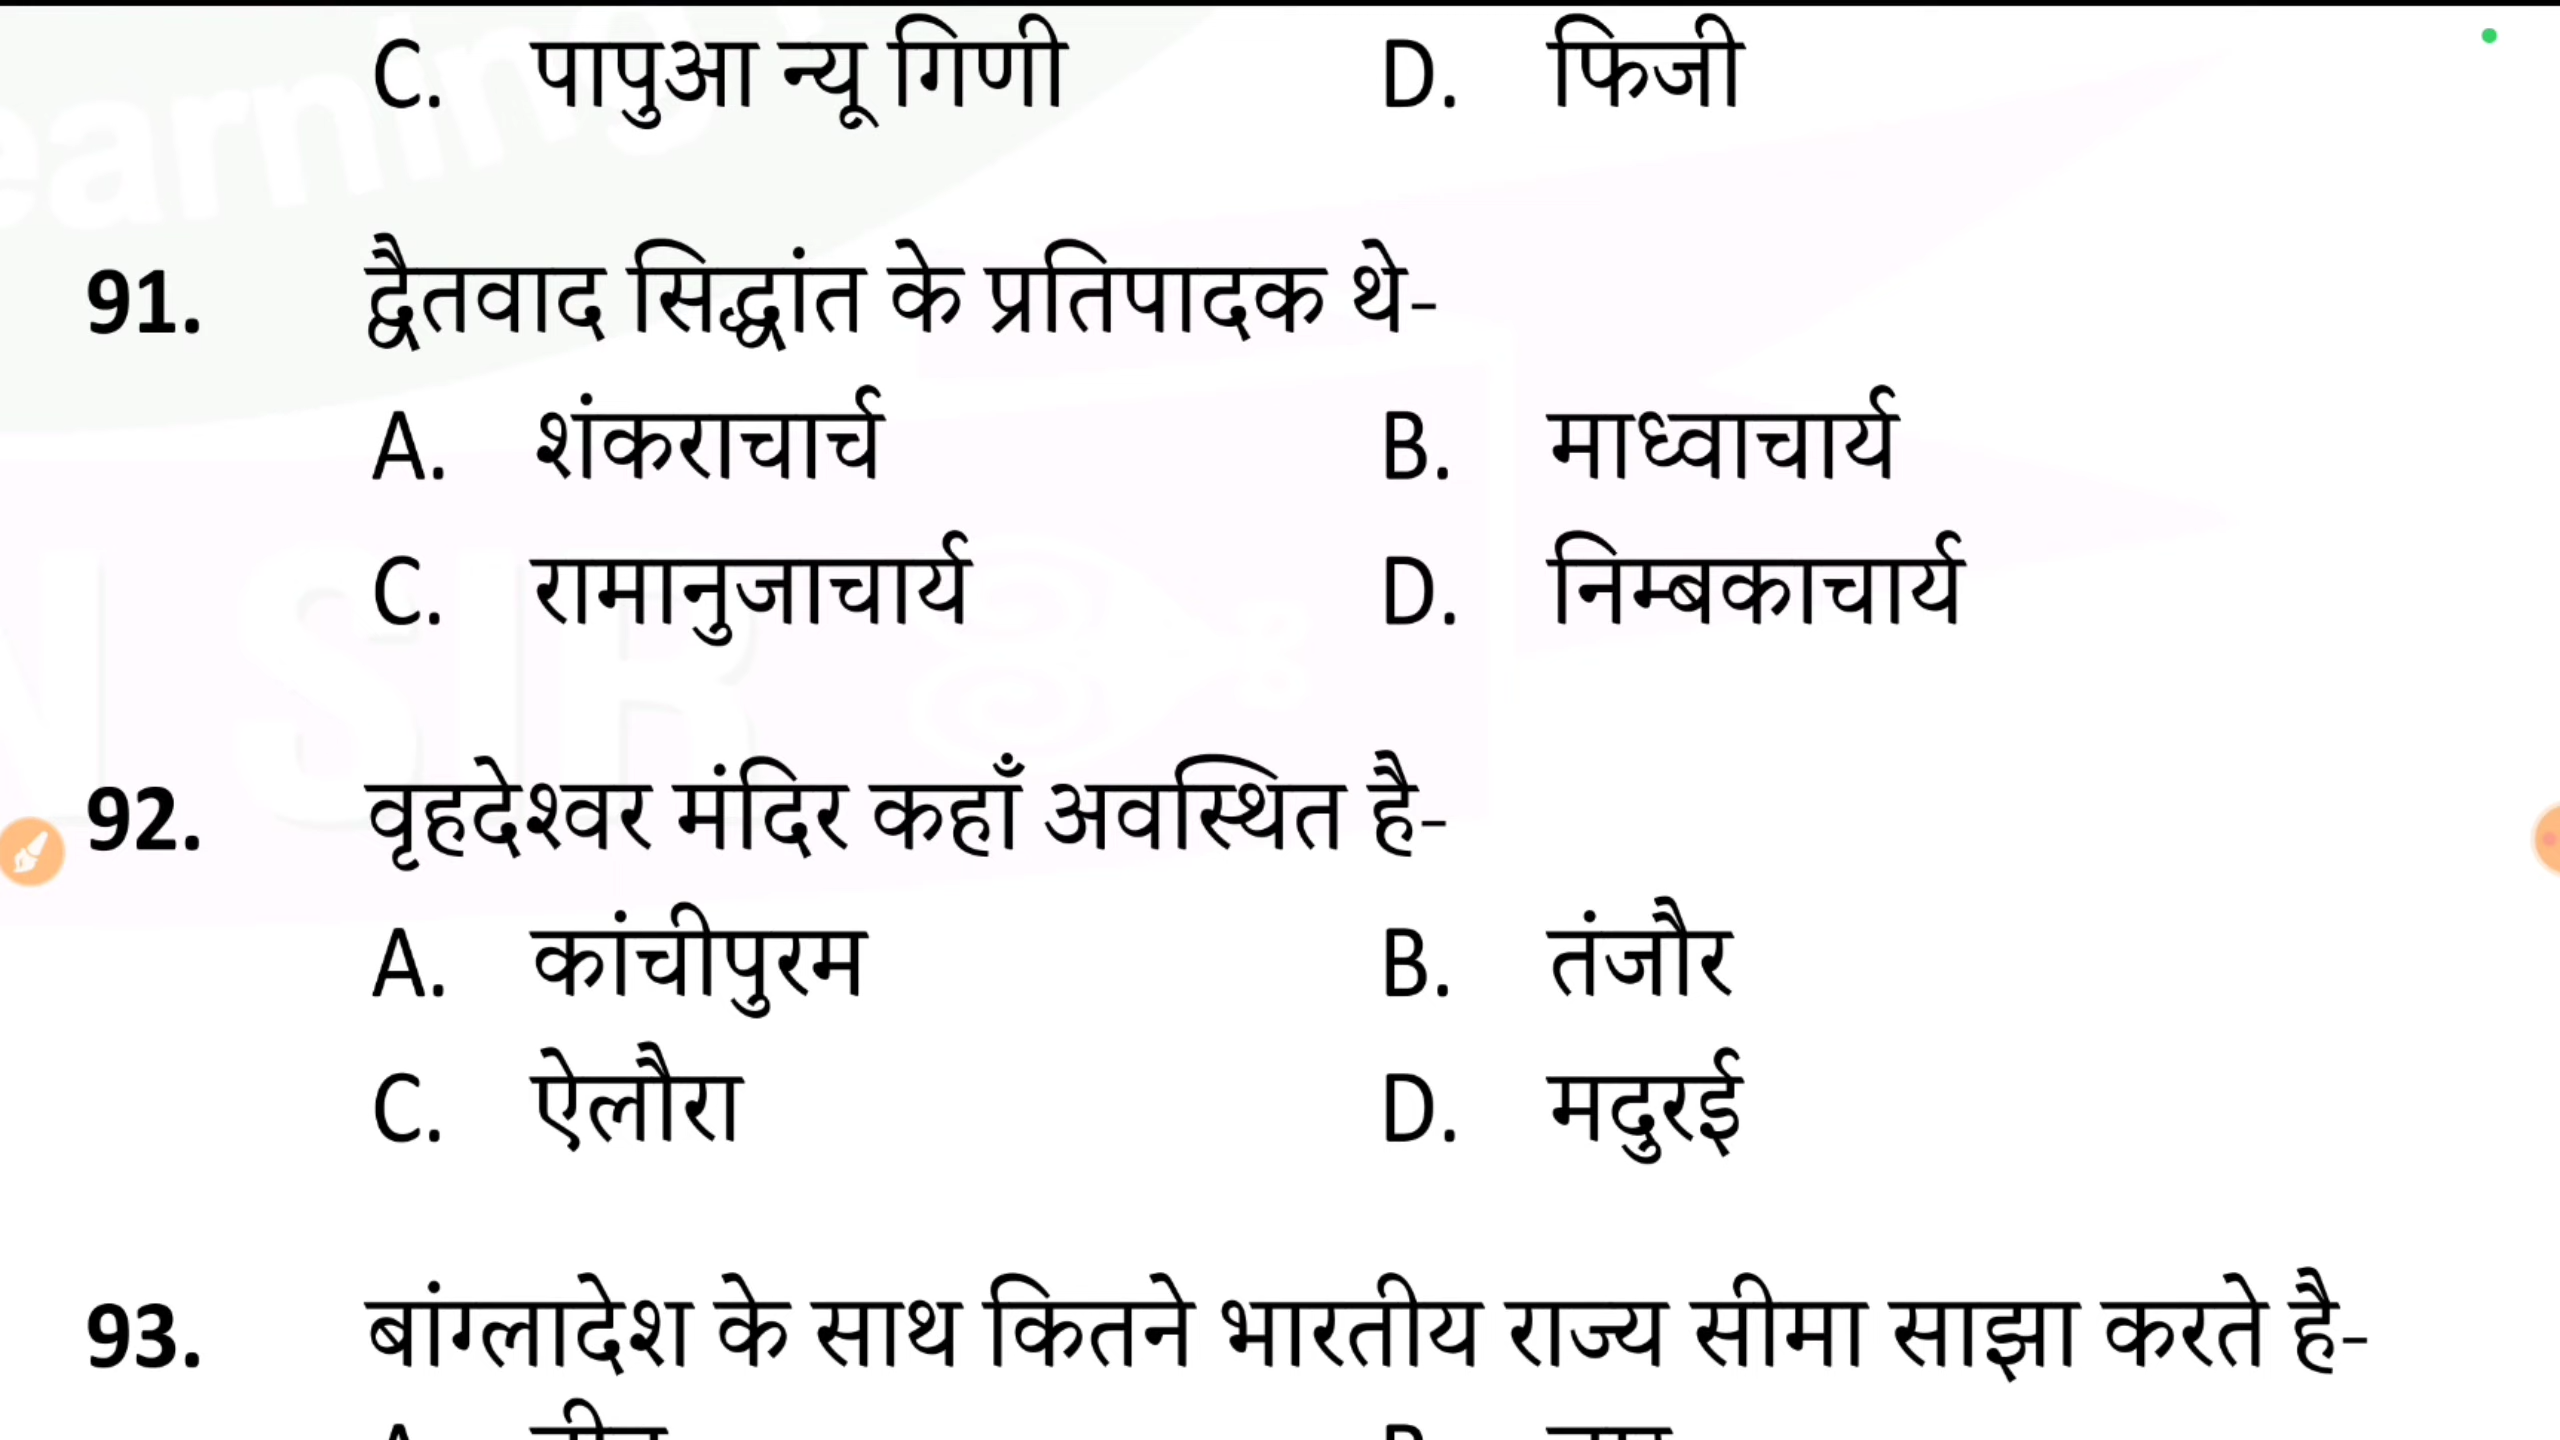 C. पापुआ न्यू गिणी D. फिजी
91. द्वैतवाद सिद्धांत के प्रतिपादक थे-
A. शंकराचार्च B. माध्वाचार्य
C. रामानुजाचार्य D. निम्बकाचार्य
92. वृहदेश्वर मंदिर कहाँ अवस्थित है-
A. कांचीपुरम B. तंजौर
C. ऐलौरा D. मदुरई
93. बांग्लादेश के साथ कितने भारतीय राज्य सीमा साझा करते है-